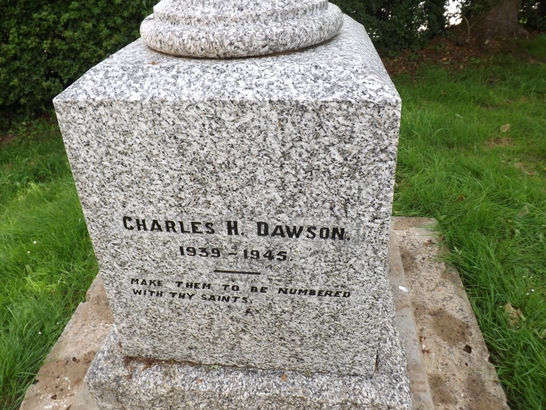 CHARLES H. DAWSON.
1939-1945.
MAKE THEM TO BE NUMBERED
WITH THY SAINTS.